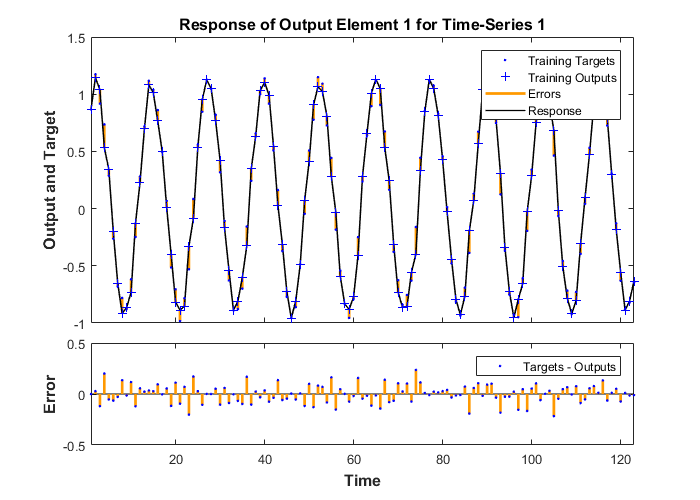 Response of Output Element 1 for Time-Series 1
1.5
1
0.5
0
-0.5
-1
Output and Target
Training Targets
Training Outputs
Errors
Response
0.5
0
-0.5
Error
Targets - Outputs
20 40 60 80 100 120
Time